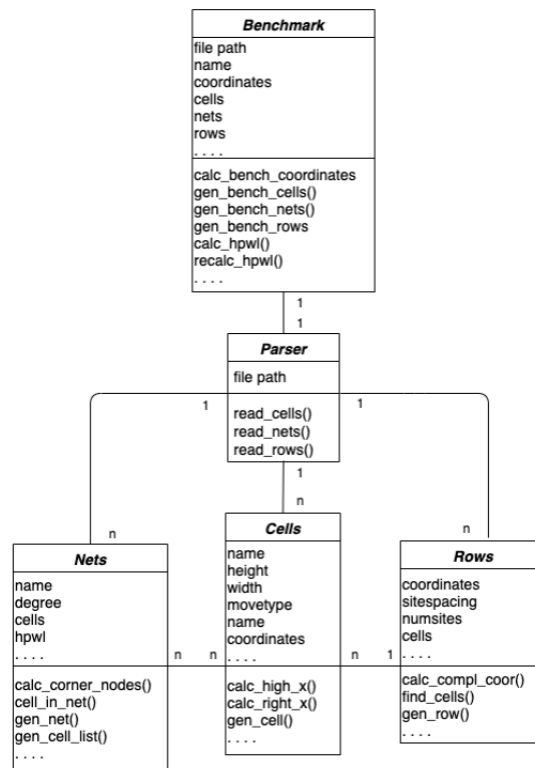 Benchmark
file path
name
coordinates
cells
nets
rows
. . . .
calc_bench_coordinates
gen_bench_cells()
gen_bench_nets()
gen_bench_rows
calc_hpwl()
recalc_hpwl()
. . . .
1
1
Parser
file path
1
1
read_cells()
read_nets()
read_rows()
1
n
n
n
Nets
name
degree
cells
hpwl
. . . .
calc_corner_nodes()
cell_in_net()
gen_net()
gen_cell_list()
. . . .
n
n
Cells
name
height
width
movetype
name
coordinates
. . . .
calc_high_x()
calc_right_x()
gen_cell()
. . . .
n
1
Rows
coordinates
sitespacing
numsites
cells
. . . .
calc_compl_coor()
find_cells()
gen_row()
. . . .